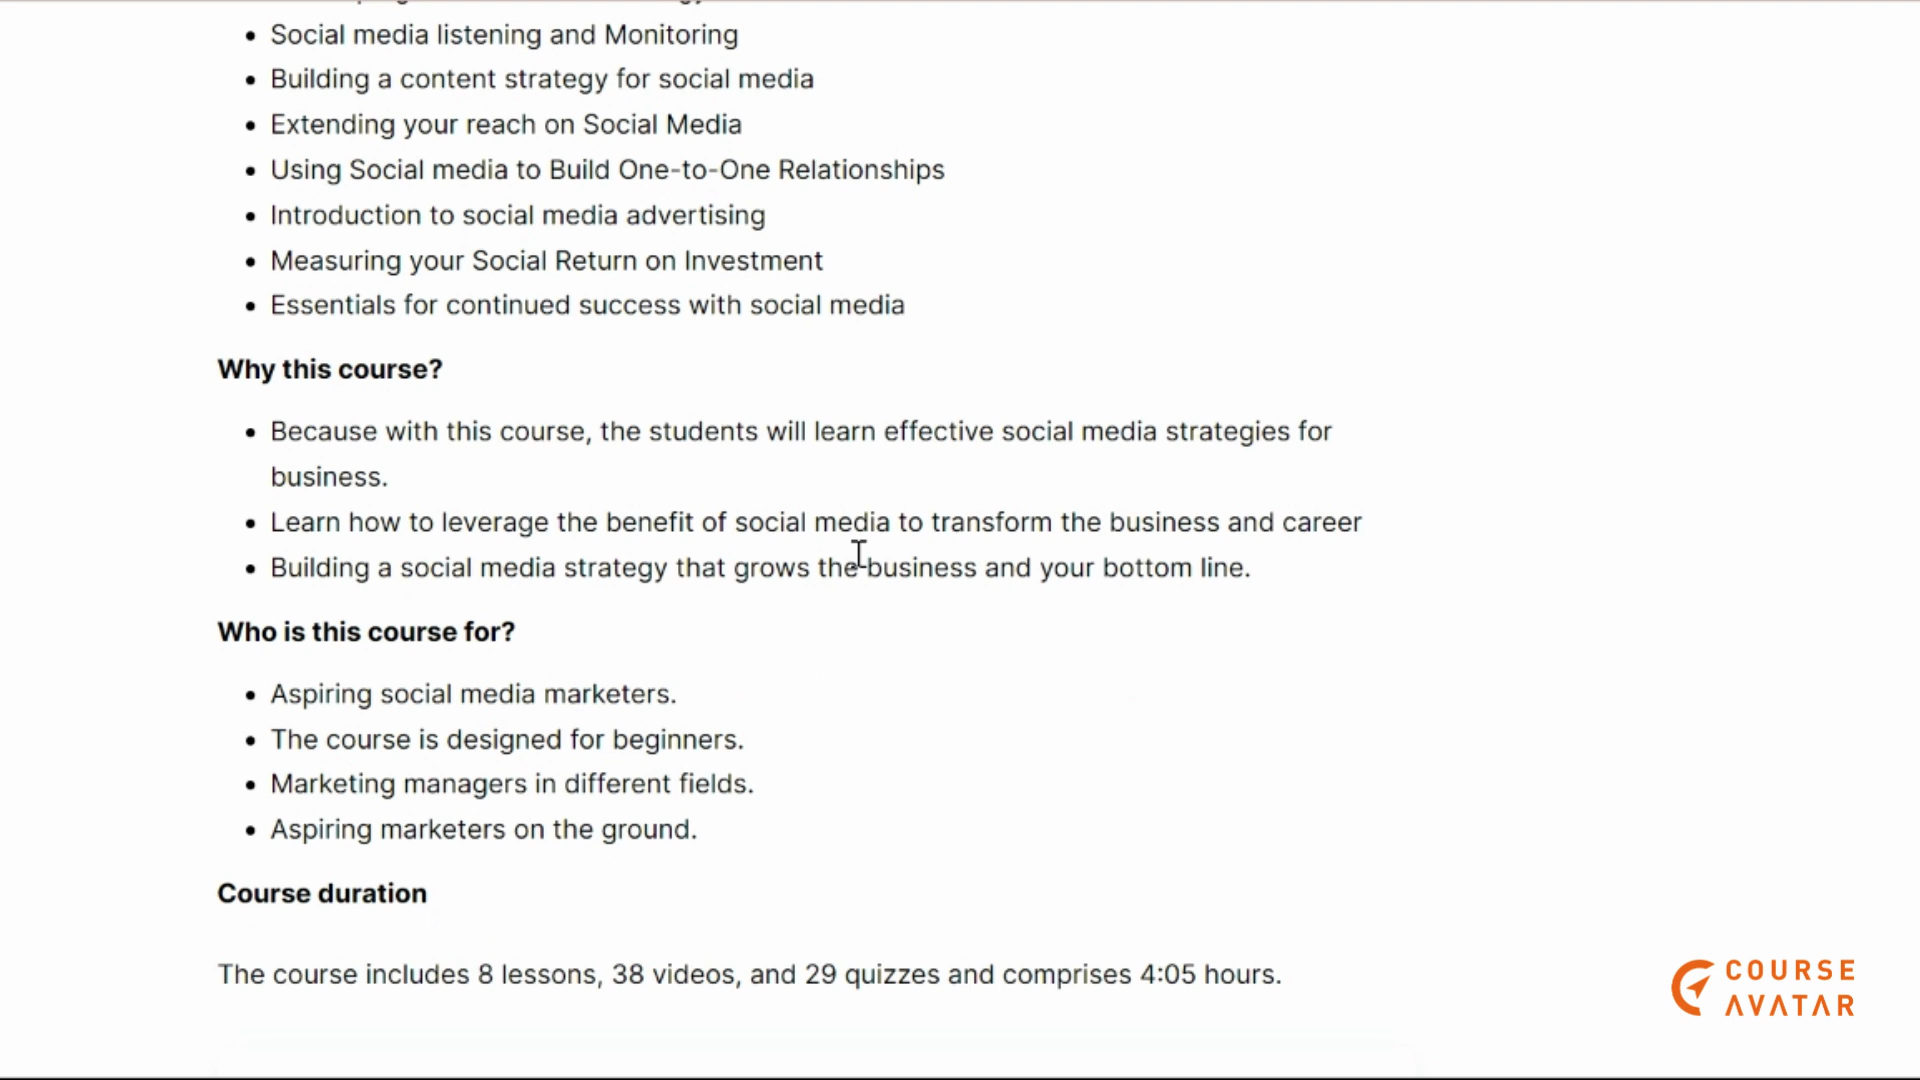 • Social media listening and Monitoring
• Building a content strategy for social media
• Extending your reach on Social Media
• Using Social media to Build One-to-One Relationships
• Introduction to social media advertising
• Measuring your Social Return on Investment
• Essentials for continued success with social media
Why this course?
• Because with this course, the students will learn effective social media strategies for
business.
• Learn how to leverage the benefit of social media to transform the business and career
• Building a social media strategy that grows the business and your bottom line.
Who is this course for?
• Aspiring social media marketers.
• The course is designed for beginners.
• Marketing managers in different fields.
• Aspiring marketers on the ground.
Course duration
The course includes 8 lessons, 38 videos, and 29 quizzes and comprises 4:05 hours.
COURSE
AVATAR